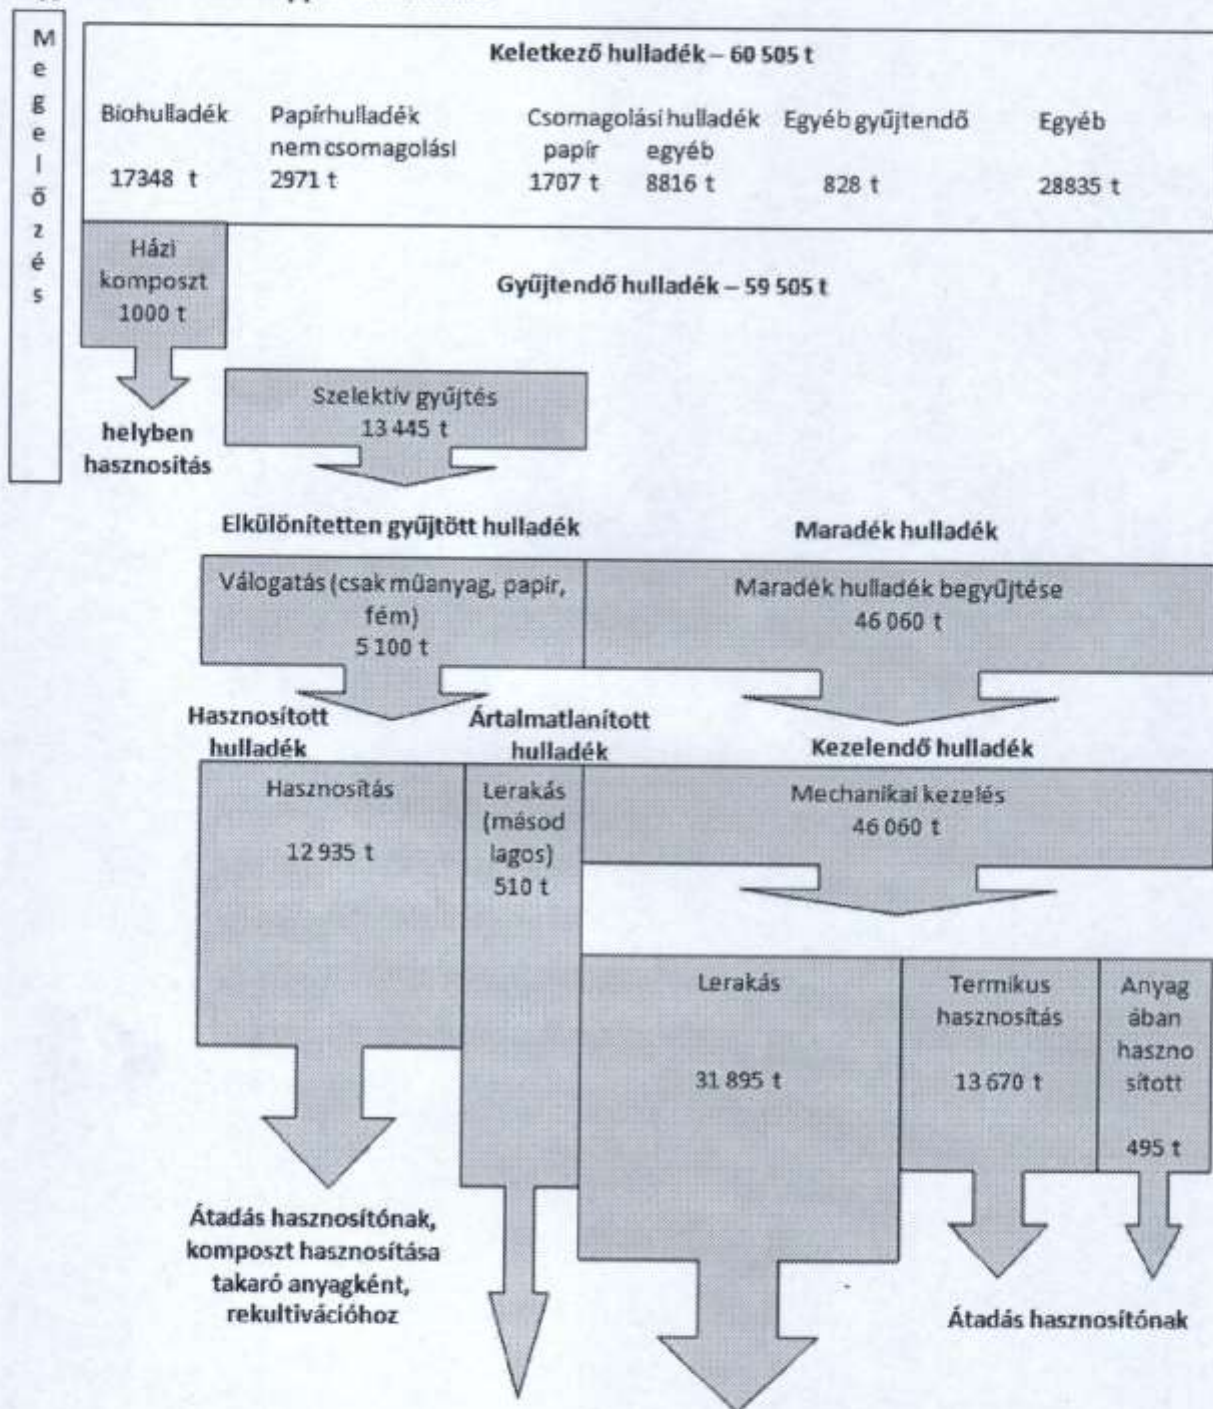 M
e
g
e
l
ő
z
é
s
Keletkező hulladék – 60 505 t
Biohulladék
17348 t
Papírhulladék
nem csomagolási
2971 t
Csomagolási hulladék
papír egyéb
1707 t 8816 t
Egyéb gyűjtendő
828 t
Egyéb
28835 t
Házi
komposzt
1000 t
Gyűjtendő hulladék – 59 505 t
helyben
hasznosítás
Szelektív gyűjtés
13 445 t
Elkülönítetten gyűjtött hulladék
Maradék hulladék
Válogatás (csak műanyag, papír,
fém)
5 100 t
Maradék hulladék begyűjtése
46 060 t
Hasznosított
hulladék
Ártalmatlanított
hulladék
Kezelendő hulladék
Hasznosítás
12 935 t
Lerakás
(másod
lagos)
510 t
Mechanikai kezelés
46 060 t
Lerakás
31 895 t
Termikus
hasznosítás
13 670 t
Anyag
ában
haszno
sított
495 t
Átadás hasznosítónak,
komposzt hasznosítása
takaró anyagként,
rekultivációhoz
Átadás hasznosítónak